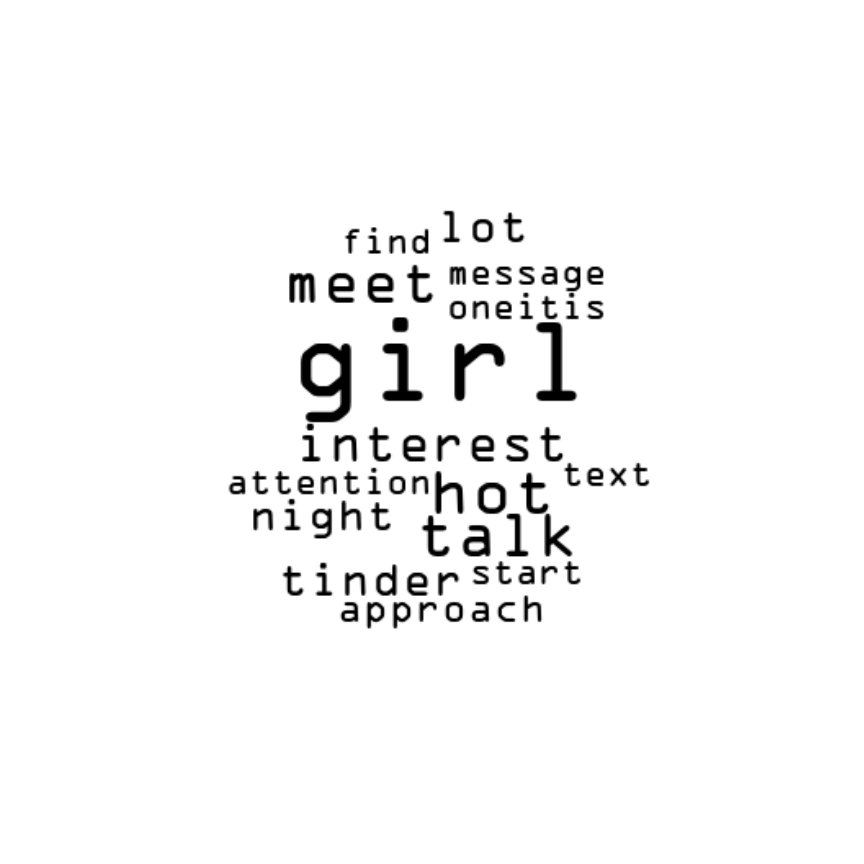 find lot
meet message
oneitis
girl
interest
attention hot text
night talk
tinder start
approach